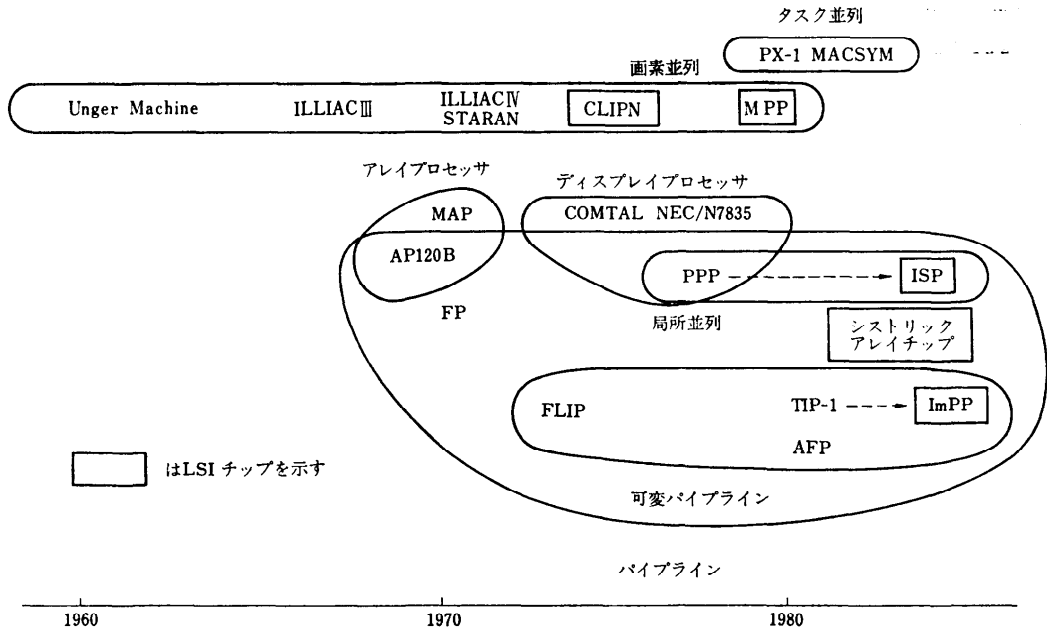 タスク並列
PX-1 MACSYM
画素並列
Unger Machine
ILLIACⅢ
ILLIACⅣ
STARAN
CLIPN
MPP
アレイプロセッサ
ディスプレイプロセッサ
MAP
COMTAL NEC/N7835
AP120B
PPP
ISP
FP
局所並列
シストリック
アレイチップ
FLIP
TIP-1
ImPP
AFP
はLSIチップを示す
可変パイプライン
パイプライン
1960
1970
1980